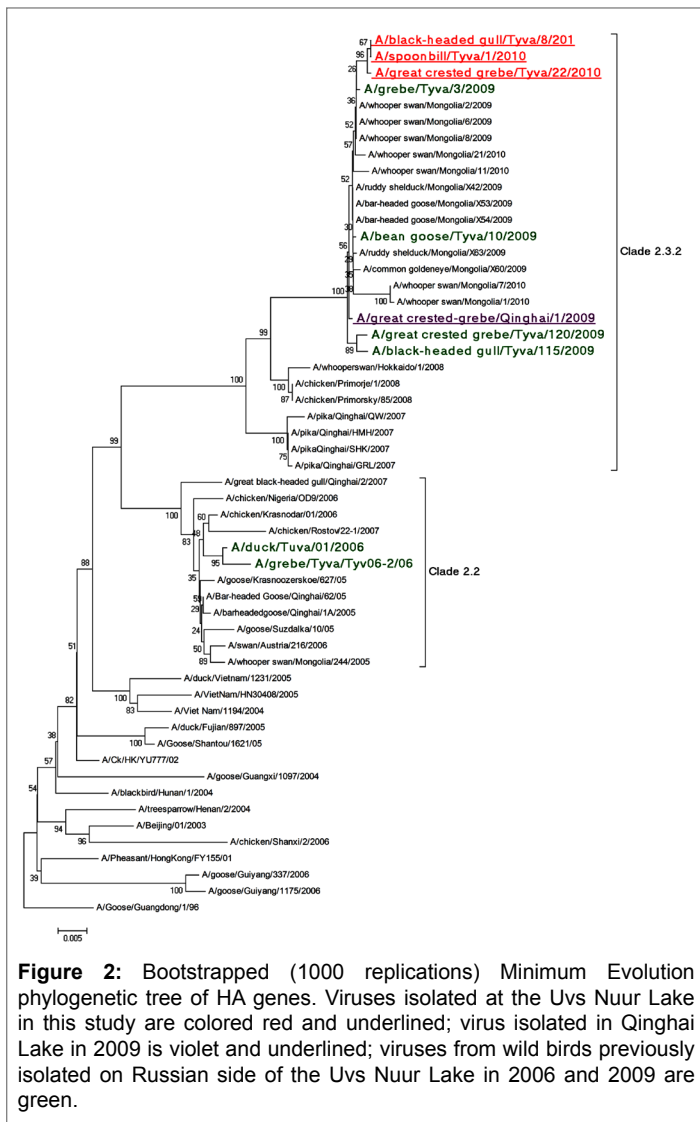 67
A/black-headed gull/Tyva/8/201
96
A/spoonbill/Tyva/1/2010
26
A/great crested grebe/Tyva/22/2010
A/grebe/Tyva/3/2009
36
A/whooper swan/Mongolia/2/2009
A/whooper swan/Mongolia/6/2009
52
A/whooper swan/Mongolia/8/2009
57
A/whooper swan/Mongolia/21/2010
A/whooper swan/Mongolia/11/2010
52
A/ruddy shelduck/Mongolia/X42/2009
A/bar-headed goose/Mongolia/X53/2009
A/bar-headed goose/Mongolia/X54/2009
30
A/bean goose/Tyva/10/2009
56
A/ruddy shelduck/Mongolia/X63/2009
29
A/common goldeneye/Mongolia/X60/2009
35
A/whooper swan/Mongolia/7/2010
38
100
100
A/whooper swan/Mongolia/1/2010
A/great crested-grebe/Qinghai/1/2009
A/great crested grebe/Tyva/120/2009
89
A/black-headed gull/Tyva/115/2009
Clade 2.3.2
99
A/whooperswan/Hokkaido/1/2008
100
A/chicken/Primorje/1/2008
87
A/chicken/Primorsky/85/2008
100
A/pika/Qinghai/QW/2007
100
A/pika/Qinghai/HMH/2007
A/pikaQinghai/SHK/2007
75
A/pika/Qinghai/GRL/2007
99
A/great black-headed gull/Qinghai/2/2007
100
A/chicken/Nigeria/OD9/2006
60
A/chicken/Krasnodar/01/2006
83
48
A/chicken/Rostov/22-1/2007
A/duck/Tuva/01/2006
95
A/grebe/Tyva/Tyv06-2/06
Clade 2.2
35
A/goose/Krasnoozerskoe/627/05
59
A/Bar-headed Goose/Qinghai/62/05
29
A/barheadedgoose/Qinghai/1A/2005
24
A/goose/Suzdalka/10/05
50
A/swan/Austria/216/2006
89
A/whooper swan/Mongolia/244/2005
88
A/duck/Vietnam/1231/2005
100
A/VietNam/HN30408/2005
83
A/Viet Nam/1194/2004
51
82
A/duck/Fujian/897/2005
100
A/Goose/Shantou/1621/05
38
A/Ck/HK/YU777/02
57
A/goose/Guangxi/1097/2004
A/blackbird/Hunan/1/2004
54
A/treesparrow/Henan/2/2004
94
A/Beijing/01/2003
96
A/chicken/Shanxi/2/2006
A/Pheasant/HongKong/FY155/01
39
A/goose/Guiyang/337/2006
100
A/goose/Guiyang/1175/2006
A/Goose/Guangdong/1/96
0.005
Figure 2: Bootstrapped (1000 replications) Minimum Evolution
phylogenetic tree of HA genes. Viruses isolated at the Uvs Nuur Lake
in this study are colored red and underlined; virus isolated in Qinghai
Lake in 2009 is violet and underlined; viruses from wild birds previously
isolated on Russian side of the Uvs Nuur Lake in 2006 and 2009 are
green.